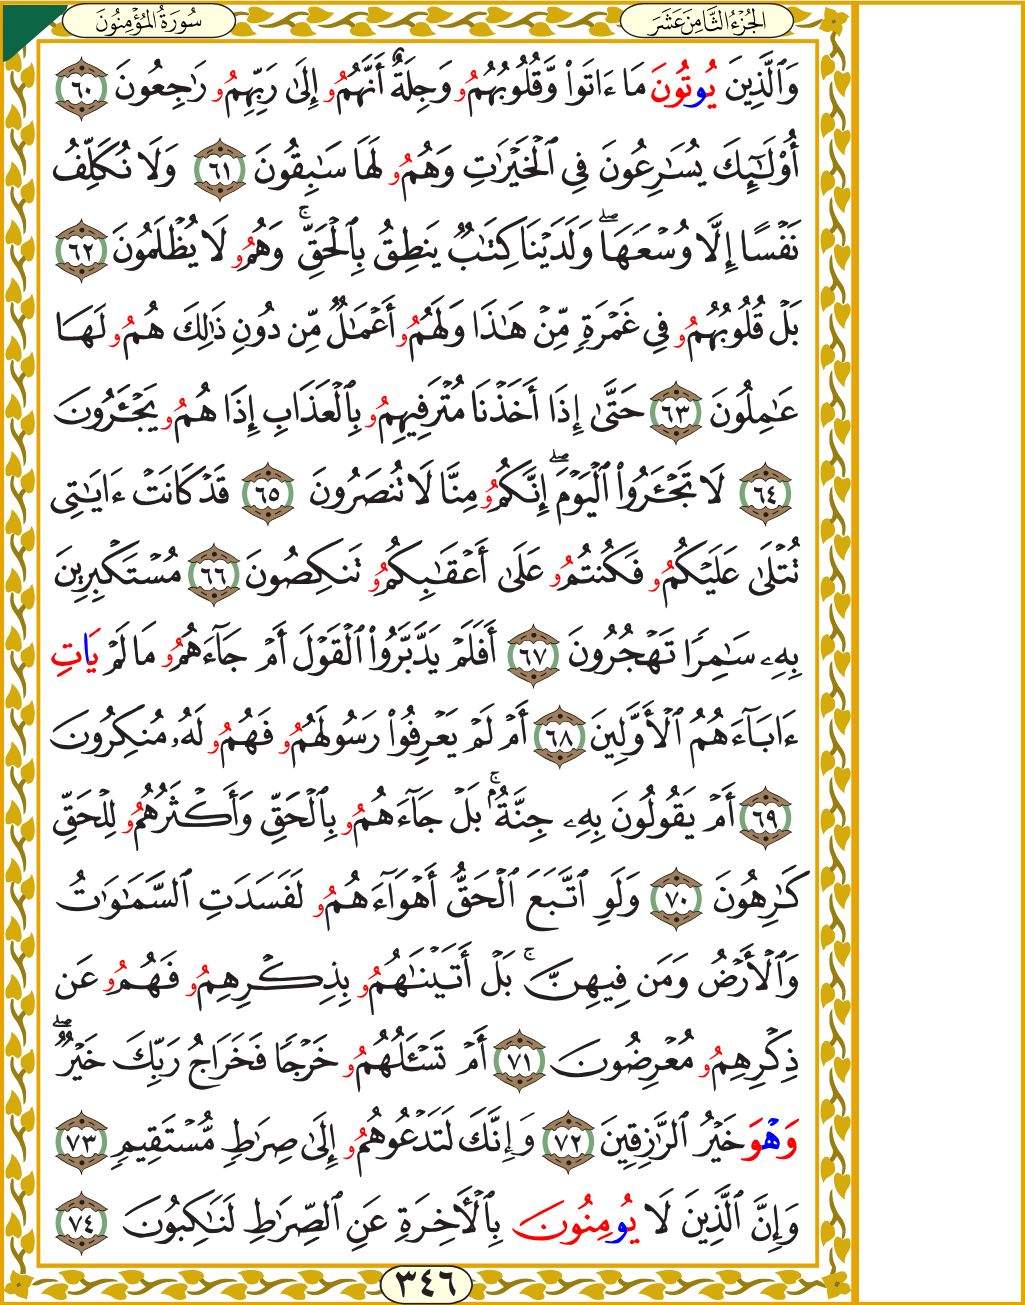 الجُزْءُ الثَّامِنَ عَشَرَ
سُورَةُ المُؤْمِنُونَ
وَٱلَّذِينَ يُوتُونَ مَا ءَاتَواْ وَّقُلُوبُهُمُۥ وَجِلَةٌ أَنَّهُمُۥ إِلَىٰ رَبِّهِمُۥ رَٰجِعُونَ ٦٠
أُوْلَٰٓئِكَ يُسَٰرِعُونَ فِي ٱلْخَيْرَٰتِ وَهُمُۥ لَهَا سَٰبِقُونَ ٦١ وَلَا نُكَلِّفُ
نَفْسًا إِلَّا وُسْعَهَا ۖ وَلَدَيْنَا كِتَٰبٌ يَنطِقُ بِٱلْحَقِّ ۚ وَهُمُۥ لَا يُظْلَمُونَ ٦٢
بَلْ قُلُوبُهُمُۥ فِي غَمْرَةٍ مِّنْ هَٰذَا وَلَهُمُۥ أَعْمَٰلٌ مِّن دُونِ ذَٰلِكَ هُمُۥ لَهَا
عَٰمِلُونَ ٦٣ حَتَّىٰ إِذَا أَخَذْنَا مُتْرَفِيهِمُۥ بِٱلْعَذَابِ إِذَا هُمُۥ يَجْـَٔرُونَ
٦٤ لَا تَجْـَٔرُواْ ٱلْيَوْمَ ۖ إِنَّكُمُۥ مِنَّا لَا تُنصَرُونَ ٦٥ قَدْ كَانَتْ ءَايَٰتِي
تُتْلَىٰ عَلَيْكُمُۥ فَكُنتُمُۥ عَلَىٰ أَعْقَٰبِكُمُۥ تَنكِصُونَ ٦٦ مُسْتَكْبِرِينَ
بِهِۦ سَٰمِرًا تَهْجُرُونَ ٦٧ أَفَلَمْ يَدَّبَّرُواْ ٱلْقَوْلَ أَمْ جَآءَهُمُۥ مَا لَمْ يَاتِ
ءَابَآءَهُمُ ٱلْأَوَّلِينَ ٦٨ أَمْ لَمْ يَعْرِفُواْ رَسُولَهُمُۥ فَهُمُۥ لَهُۥ مُنكِرُونَ
٦٩ أَمْ يَقُولُونَ بِهِۦ جِنَّةٌۢ ۚ بَلْ جَآءَهُمُۥ بِٱلْحَقِّ وَأَكْثَرُهُمُۥ لِلْحَقِّ
كَٰرِهُونَ ٧٠ وَلَوِ ٱتَّبَعَ ٱلْحَقُّ أَهْوَآءَهُمُۥ لَفَسَدَتِ ٱلسَّمَٰوَٰتُ
وَٱلْأَرْضُ وَمَن فِيهِنَّ ۚ بَلْ أَتَيْنَٰهُمُۥ بِذِكْرِهِمُۥ فَهُمُۥ عَن
ذِكْرِهِمُۥ مُعْرِضُونَ ٧١ أَمْ تَسْـَٔلُهُمُۥ خَرْجًا فَخَرَاجُ رَبِّكَ خَيْرٌ ۖ
وَهْوَ خَيْرُ ٱلرَّٰزِقِينَ ٧٢ وَإِنَّكَ لَتَدْعُوهُمُۥ إِلَىٰ صِرَٰطٍ مُّسْتَقِيمٍ ٧٣
وَإِنَّ ٱلَّذِينَ لَا يُومِنُونَ بِٱلْأٓخِرَةِ عَنِ ٱلصِّرَٰطِ لَنَٰكِبُونَ ٧٤
٣٤٦